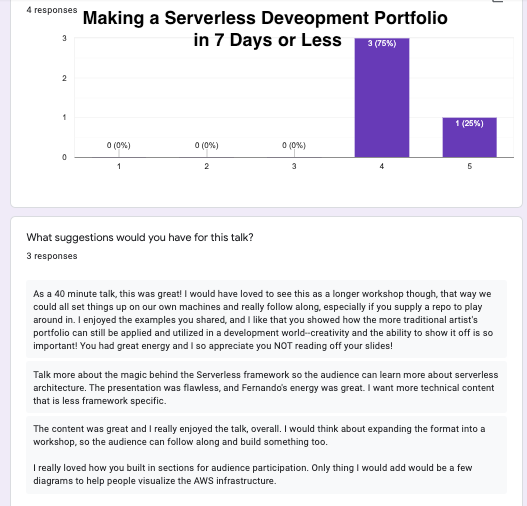 4 responses
Making a Serverless Deveopment Portfolio
in 7 Days or Less
3
2
1
0
0 (0%)
0 (0%)
0 (0%)
3 (75%)
1 (25%)
1
2
3
4
5
What suggestions would you have for this talk?
3 responses
As a 40 minute talk, this was great! I would have loved to see this as a longer workshop though, that way we
could all set things up on our own machines and really follow along, especially if you supply a repo to play
around in. I enjoyed the examples you shared, and I like that you showed how the more traditional artist's
portfolio can still be applied and utilized in a development world--creativity and the ability to show it off is so
important! You had great energy and I so appreciate you NOT reading off your slides!
Talk more about the magic behind the Serverless framework so the audience can learn more about serverless
architecture. The presentation was flawless, and Fernando's energy was great. I want more technical content
that is less framework specific.
The content was great and I really enjoyed the talk, overall. I would think about expanding the format into a
workshop, so the audience can follow along and build something too.
I really loved how you built in sections for audience participation. Only thing I would add would be a few
diagrams to help people visualize the AWS infrastructure.